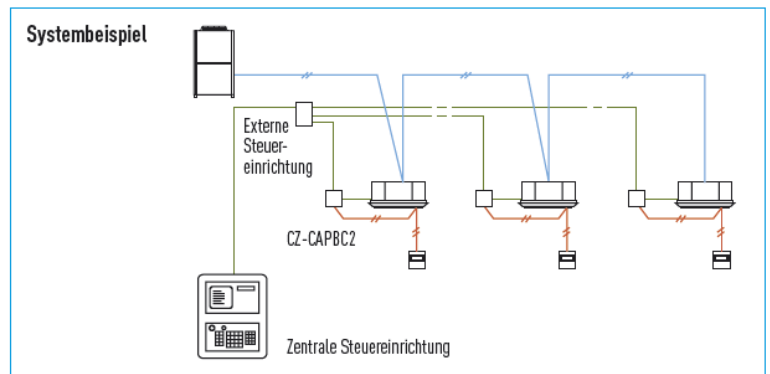 Systembeispiel
Externe
Steuer-
einrichtung
CZ-CAPBC2
Zentrale Steuereinrichtung